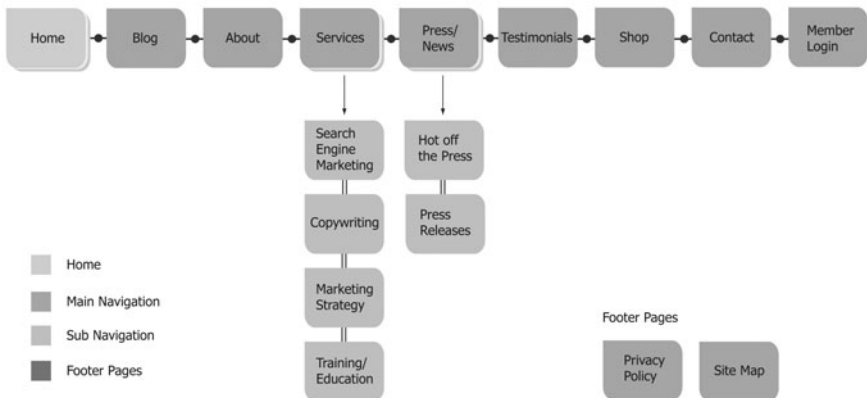 Home
Blog
About
Services
Press/
News
Testimonials
Shop
Contact
Member
Login
Search
Engine
Marketing
Copywriting
Marketing
Strategy
Training/
Education
Hot off
the Press
Press
Releases
Home
Main Navigation
Sub Navigation
Footer Pages
Footer Pages
Privacy
Policy
Site Map